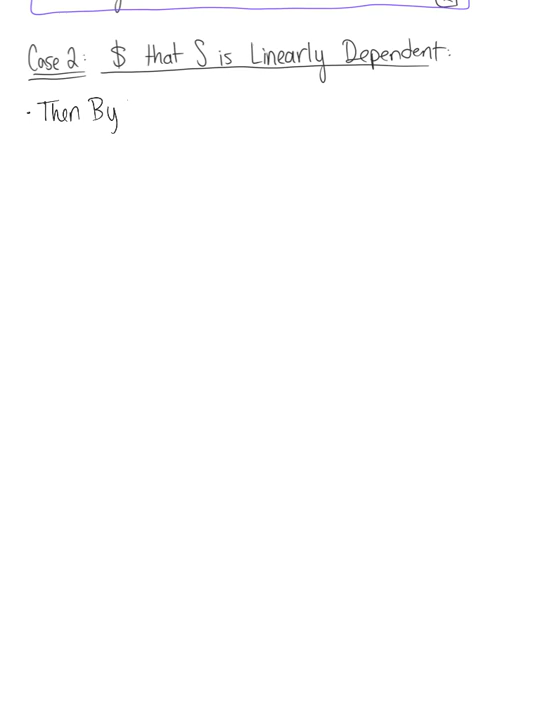 Case 2: $ that S is Linearly Dependent:
· Then By